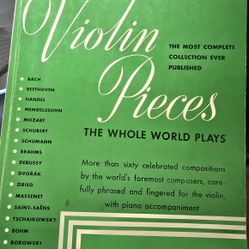 Violin
THE MOST COMPLETE
COLLECTION EVER
PUBLISHED
Pieces
THE WHOLE WORLD PLAYS
BACH
BEETHOVEN
HANDEL
MENDELSSOHN
MOZART
SCHUBERT
SCHUMANN
BRAHMS
DEBUSSY
DVOŘÁK
GRIEG
MASSENET
SAINT-SAËNS
TSCHAIKOWSKY
BOHM
BOROWSKI
More than sixty celebrated compositions
by the world's foremost composers, care-
fully phrased and fingered for the violin,
with piano accompaniment